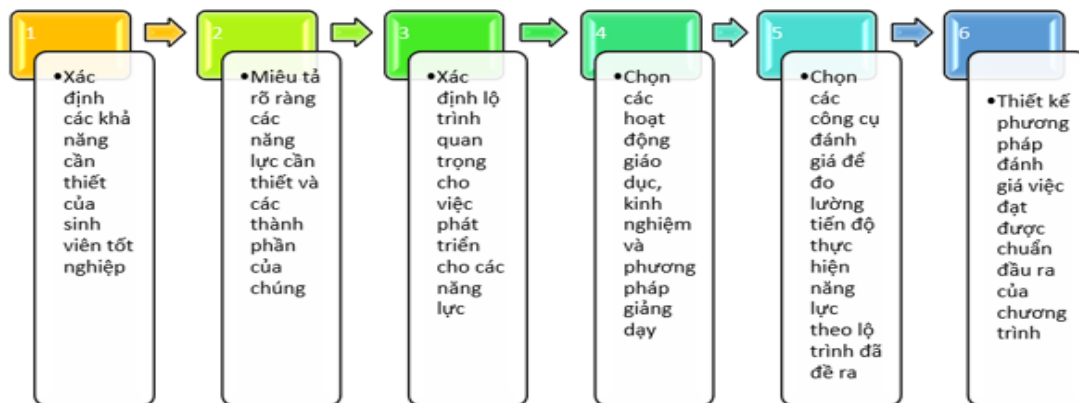 1
•Xác
định
các khả
năng
cần
thiết
của
sinh
viên tốt
nghiệp
2
•Miêu tả
rõ ràng
các
năng
lực cần
thiết và
các
thành
phần
của
chúng
3
•Xác
định lộ
trình
quan
trọng
cho
việc
phát
triển
cho các
năng
lực
4
•Chọn
các
hoạt
động
giáo
dục,
kinh
nghiệm
và
phương
pháp
giảng
dạy
5
•Chọn
các
công cụ
đánh
giá để
đo
lường
tiến độ
thực
hiện
năng
lực
theo lộ
trình đã
đề ra
6
•Thiết kế
phương
pháp
đánh
giá việc
đạt
được
chuẩn
đầu ra
của
chương
trình